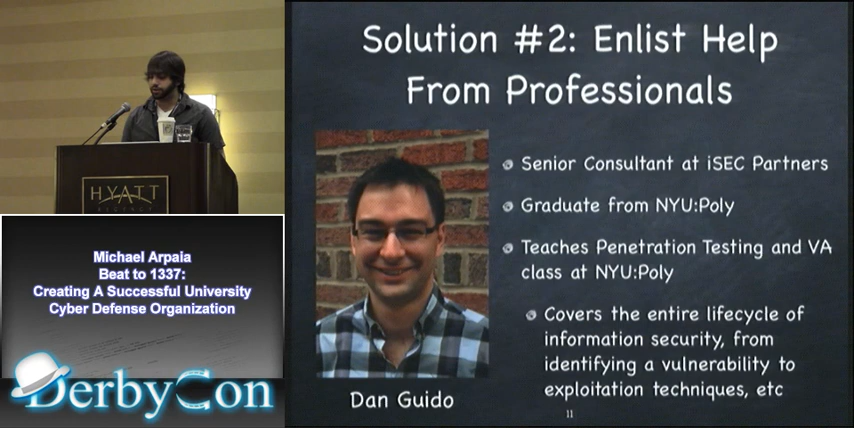 Solution #2: Enlist Help
From Professionals
Senior Consultant at iSEC Partners
Graduate from NYU:Poly
Teaches Penetration Testing and VA
class at NYU:Poly
Covers the entire lifecycle of
information security, from
identifying a vulnerability to
exploitation techniques, etc
Dan Guido
11
HYATT
REGENCY
Michael Arpaia
Beat to 1337:
Creating A Successful University
Cyber Defense Organization
DerbyCon